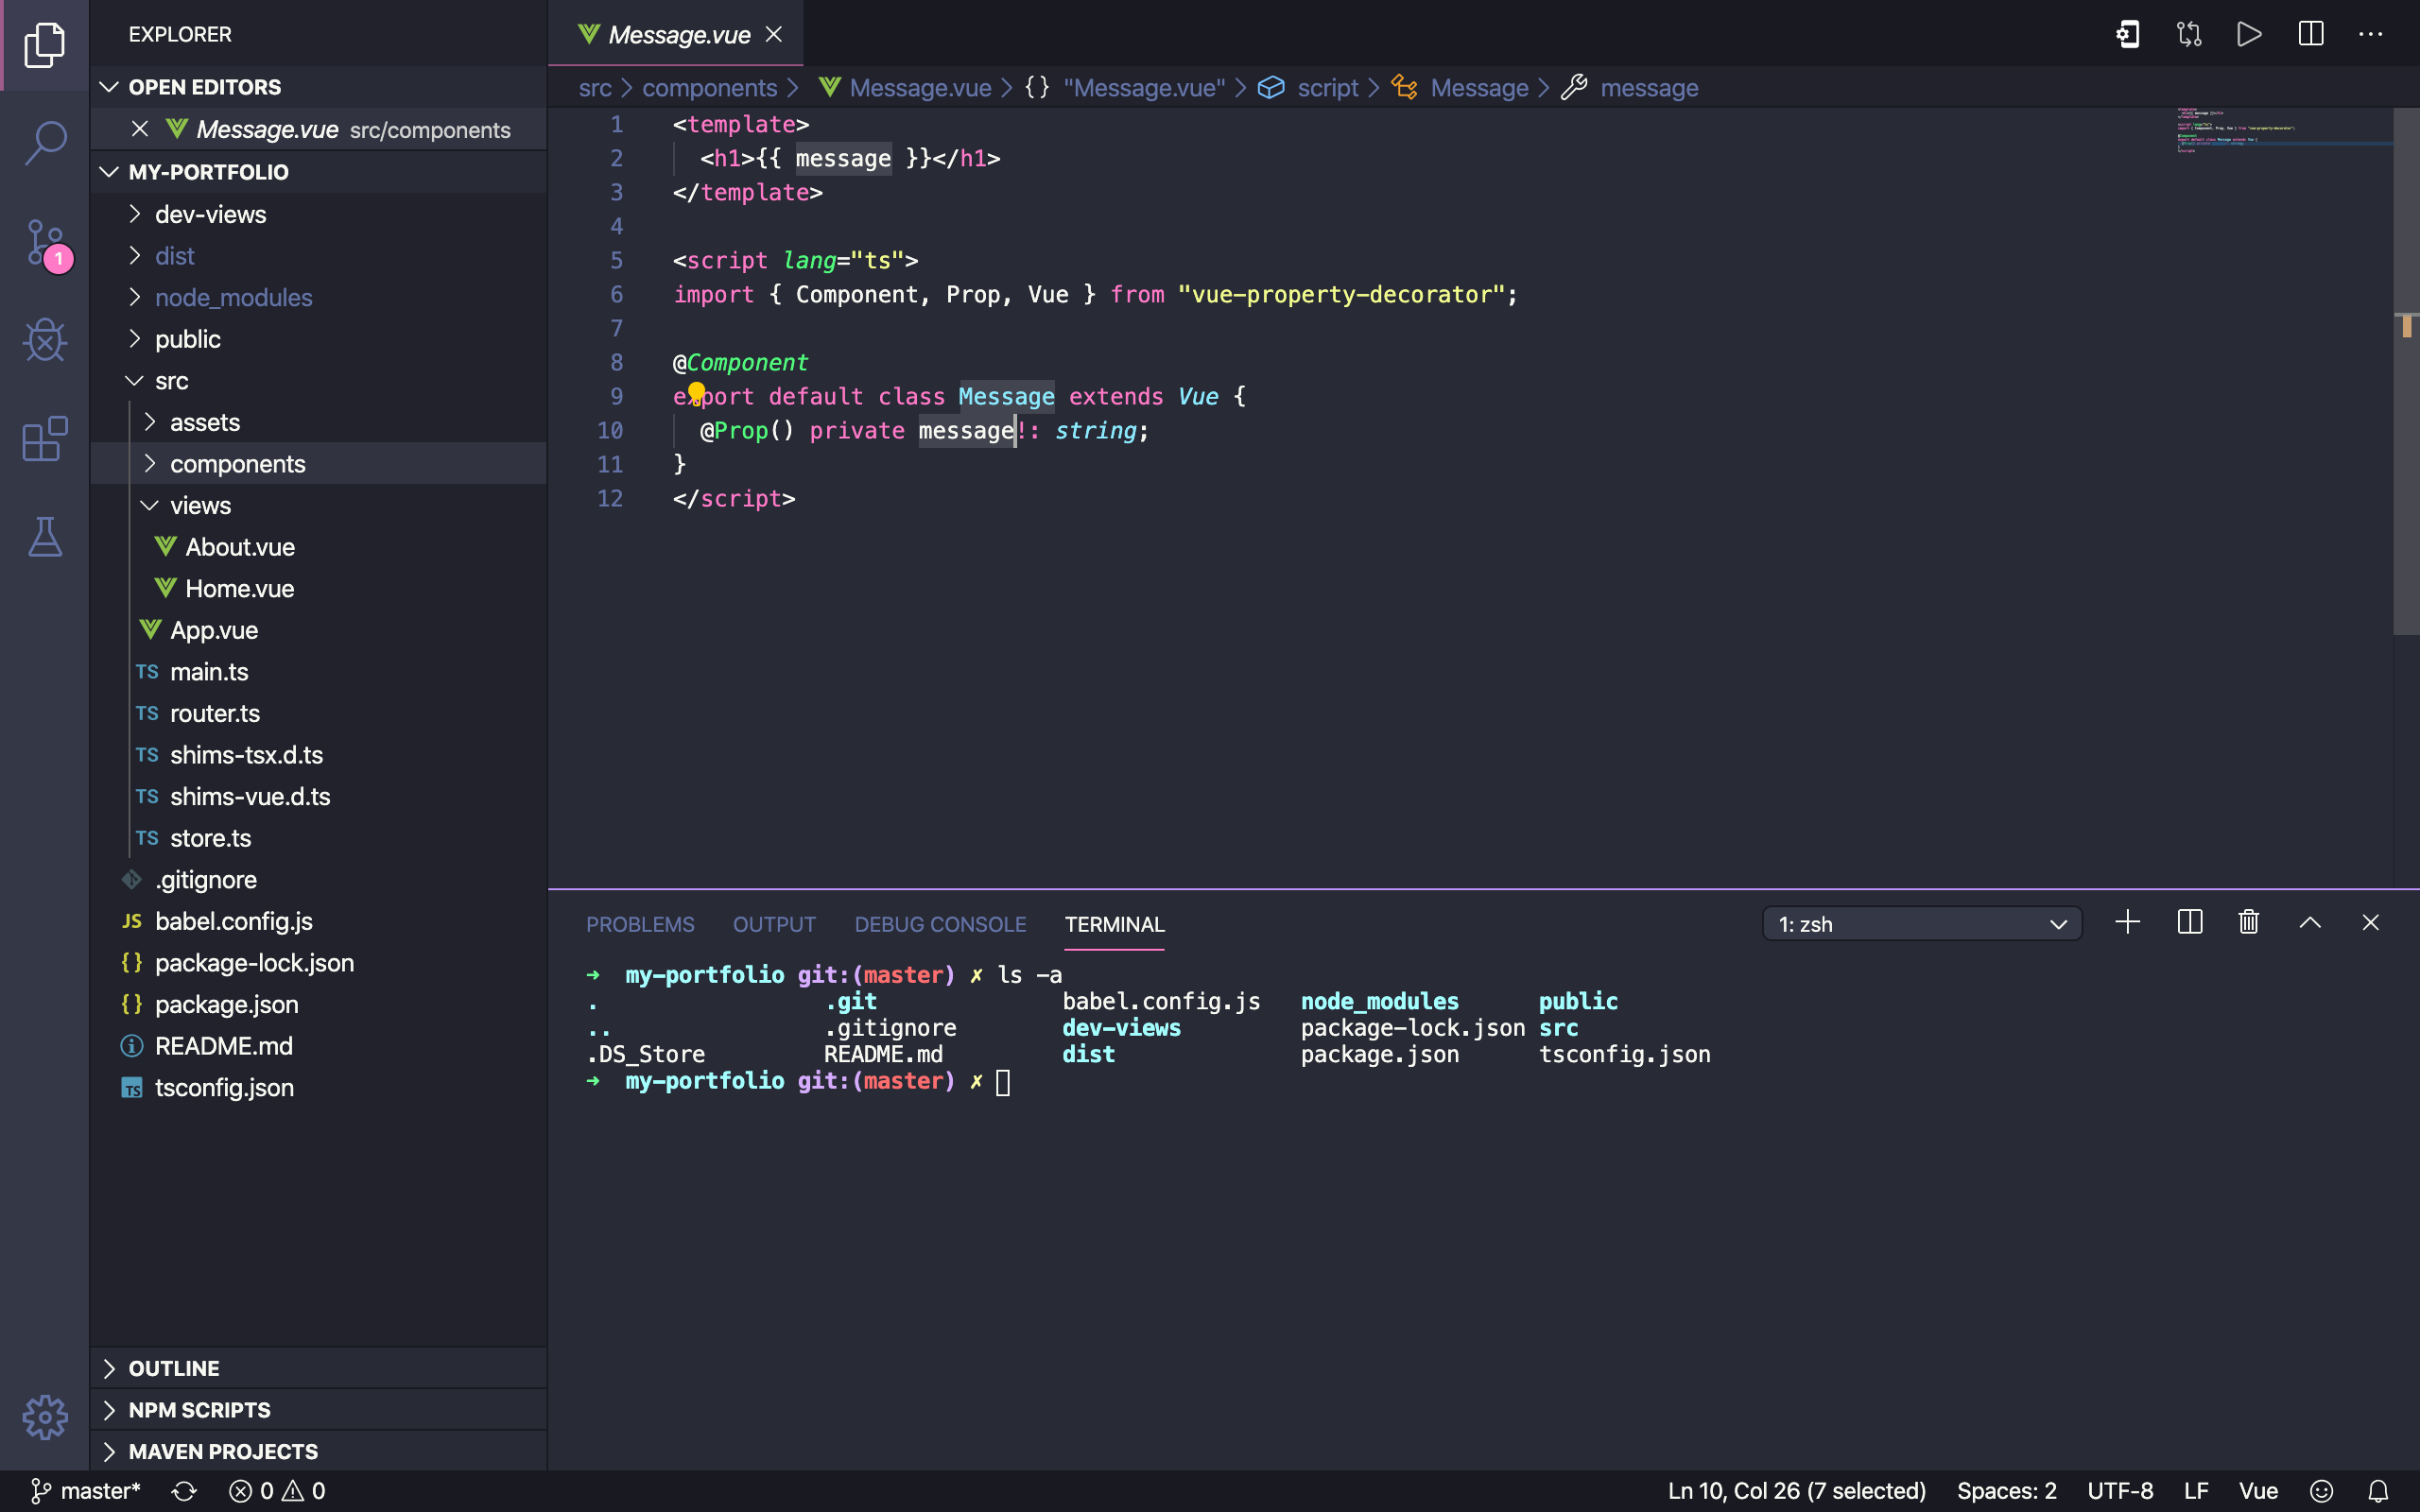 EXPLORER
OPEN EDITORS
Message.vue src/components
MY-PORTFOLIO
dev-views
dist
node_modules
public
src
assets
components
views
About.vue
Home.vue
App.vue
TS main.ts
TS router.ts
TS shims-tsx.d.ts
TS shims-vue.d.ts
TS store.ts
.gitignore
JS babel.config.js
{} package-lock.json
{} package.json
README.md
TS tsconfig.json
OUTLINE
NPM SCRIPTS
MAVEN PROJECTS
1
Message.vue
src > components > Message.vue > {} "Message.vue" > script > Message > message
1 <template>
2 <h1>{{ message }}</h1>
3 </template>
4
5 <script lang="ts">
6 import { Component, Prop, Vue } from "vue-property-decorator";
7
8 @Component
9 export default class Message extends Vue {
10 @Prop() private message!: string;
11 }
12 </script>
PROBLEMS OUTPUT DEBUG CONSOLE TERMINAL 1: zsh
➜ my-portfolio git:(master) ✗ ls -a
. .git babel.config.js node_modules public
.. .gitignore dev-views package-lock.json src
.DS_Store README.md dist package.json tsconfig.json
➜ my-portfolio git:(master) ✗
master* 0 0 Ln 10, Col 26 (7 selected) Spaces: 2 UTF-8 LF Vue